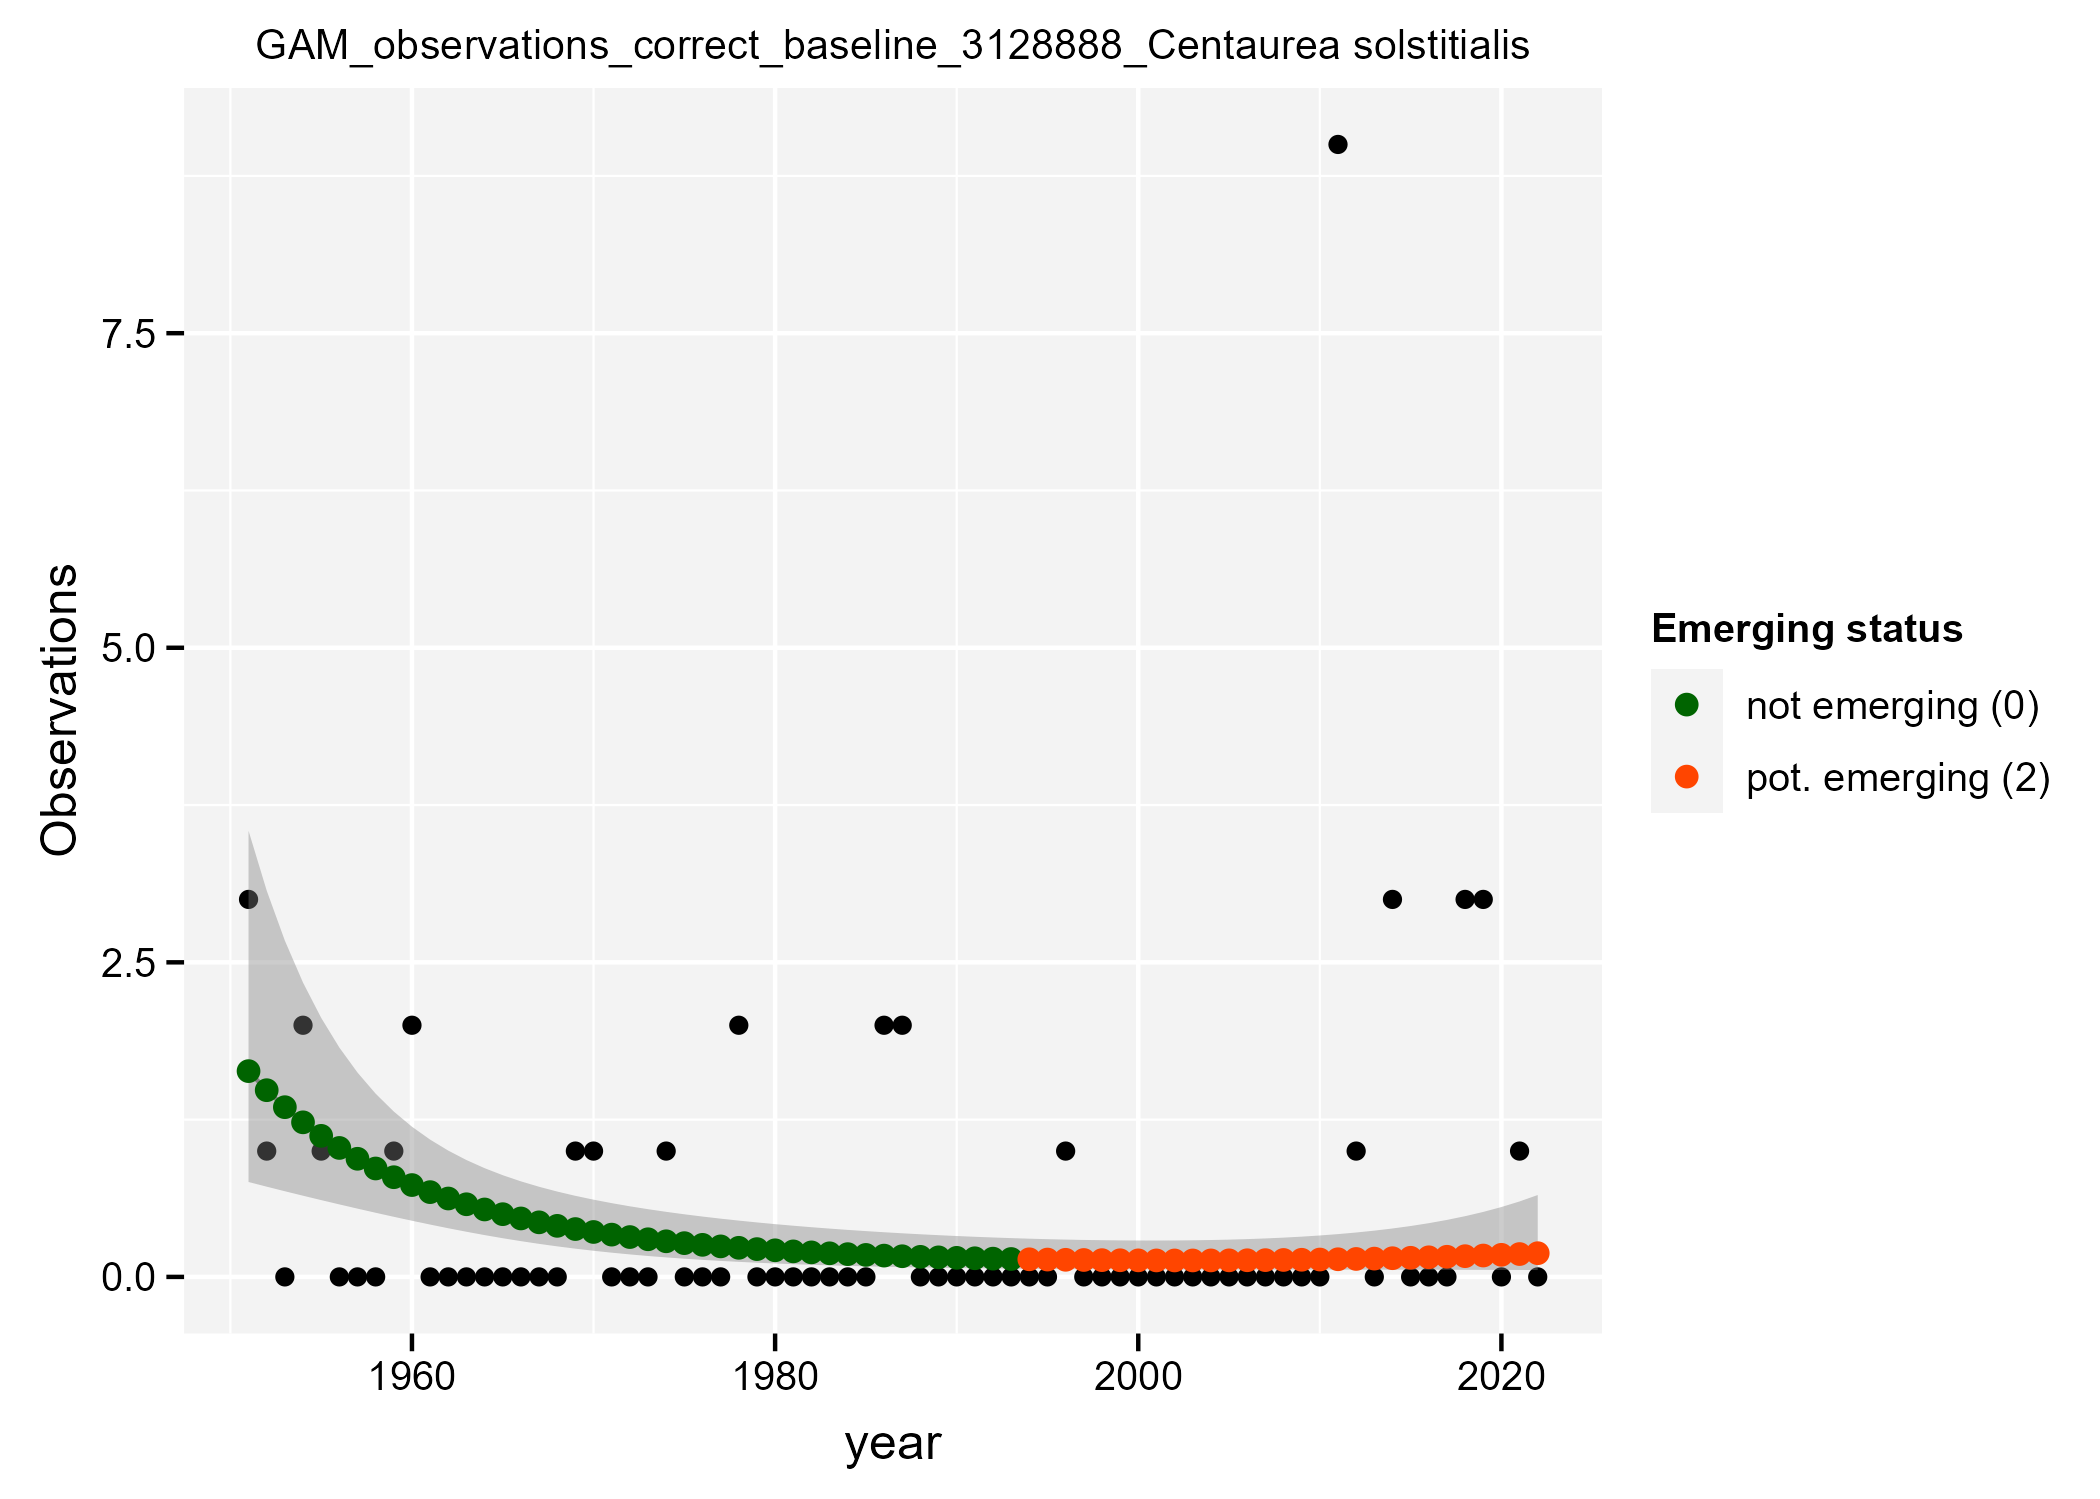 GAM_observations_correct_baseline_3128888_Centaurea solstitialis
Observations
7.5
5.0
2.5
0.0
1960
1980
2000
2020
year
Emerging status
not emerging (0)
pot. emerging (2)